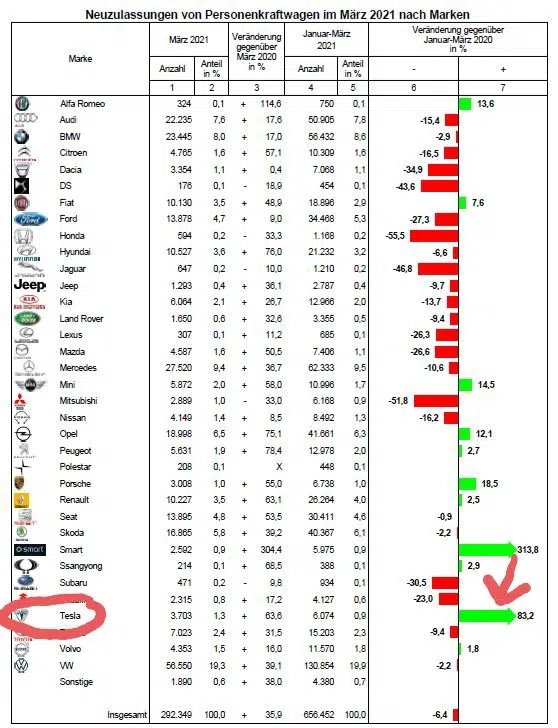 Neuzulassungen von Personenkraftwagen im März 2021 nach Marken
Marke März 2021 Veränderung gegenüber März 2020 in % Januar-März 2021 Veränderung gegenüber Januar-März 2020 in %
Anzahl Anteil in % Anzahl Anteil in % - +
1 2 3 4 5 6 7
Alfa Romeo 324 0,1 + 114,6 750 0,1 13,6
Audi 22.235 7,6 + 17,6 50.905 7,8 -15,4
BMW 23.445 8,0 + 17,0 56.432 8,6 -2,9
Citroen 4.765 1,6 + 57,1 10.309 1,6 -16,5
Dacia 3.354 1,1 + 0,4 7.068 1,1 -34,9
DS 176 0,1 - 18,9 454 0,1 -43,6
Fiat 10.130 3,5 + 48,9 18.896 2,9 7,6
Ford 13.878 4,7 + 9,0 34.468 5,3 -27,3
Honda 594 0,2 - 33,3 1.168 0,2 -55,5
Hyundai 10.527 3,6 + 76,0 21.232 3,2 -6,6
Jaguar 647 0,2 - 10,0 1.210 0,2 -46,8
Jeep Jeep 1.293 0,4 + 36,1 2.787 0,4 -9,7
Kia 6.064 2,1 + 26,7 12.966 2,0 -13,7
Land Rover 1.650 0,6 + 32,6 3.355 0,5 -9,4
Lexus 307 0,1 + 11,2 685 0,1 -26,3
Mazda 4.587 1,6 + 50,5 7.406 1,1 -26,6
Mercedes 27.520 9,4 + 36,7 62.333 9,5 -10,6
Mini 5.872 2,0 + 58,0 10.996 1,7 14,5
Mitsubishi 2.889 1,0 - 33,0 6.168 0,9 -51,8
Nissan 4.149 1,4 + 8,5 8.492 1,3 -16,2
Opel 18.998 6,5 + 75,1 41.661 6,3 12,1
Peugeot 5.631 1,9 + 78,4 12.978 2,0 2,7
Polestar 208 0,1 X 448 0,1
Porsche 3.008 1,0 + 55,0 6.738 1,0 18,5
Renault 10.227 3,5 + 63,1 26.264 4,0 2,5
Seat 13.895 4,8 + 53,5 30.411 4,6 -0,9
Skoda 16.865 5,8 + 39,2 40.367 6,1 -2,2
smart Smart 2.592 0,9 + 304,4 5.975 0,9 313,8
Ssangyong 214 0,1 + 68,5 388 0,1 2,9
Subaru 471 0,2 - 9,8 934 0,1 -30,5
2.315 0,8 + 17,2 4.127 0,6 -23,0
Tesla 3.703 1,3 + 63,6 6.074 0,9 83,2
7.023 2,4 + 31,5 15.203 2,3 -9,4
Volvo 4.353 1,5 + 16,0 11.570 1,8 1,8
VW 56.550 19,3 + 39,1 130.854 19,9 -2,2
Sonstige 1.890 0,6 + 38,0 4.380 0,7
Insgesamt 292.349 100,0 + 35,9 656.452 100,0 -6,4